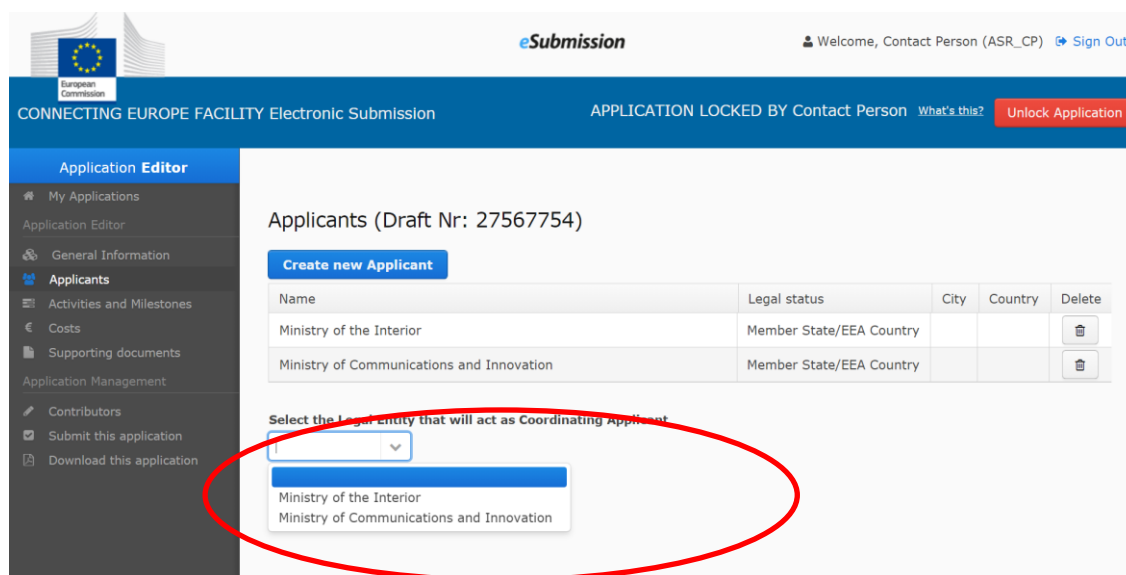 eSubmission
Welcome, Contact Person (ASR_CP) Sign Out
European
Commission
CONNECTING EUROPE FACILITY Electronic Submission
APPLICATION LOCKED BY Contact Person What's this? Unlock Application
Application Editor
My Applications
Application Editor
General Information
Applicants
Activities and Milestones
€ Costs
Supporting documents
Application Management
Contributors
Submit this application
Download this application
Applicants (Draft Nr: 27567754)
Create new Applicant
Name Legal status City Country Delete
Ministry of the Interior Member State/EEA Country
Ministry of Communications and Innovation Member State/EEA Country
Select the Legal Entity that will act as Coordinating Applicant
Ministry of the Interior
Ministry of Communications and Innovation